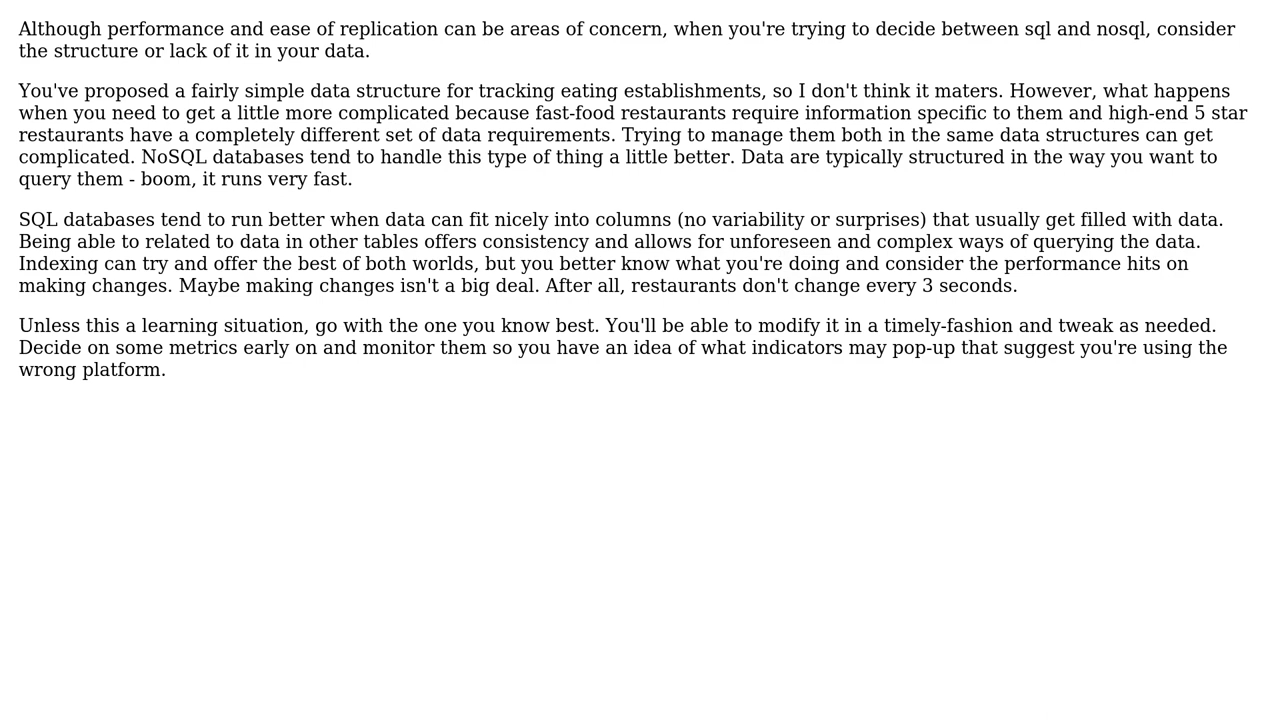 Although performance and ease of replication can be areas of concern, when you're trying to decide between sql and nosql, consider
the structure or lack of it in your data.
You've proposed a fairly simple data structure for tracking eating establishments, so I don't think it maters. However, what happens
when you need to get a little more complicated because fast-food restaurants require information specific to them and high-end 5 star
restaurants have a completely different set of data requirements. Trying to manage them both in the same data structures can get
complicated. NoSQL databases tend to handle this type of thing a little better. Data are typically structured in the way you want to
query them - boom, it runs very fast.
SQL databases tend to run better when data can fit nicely into columns (no variability or surprises) that usually get filled with data.
Being able to related to data in other tables offers consistency and allows for unforeseen and complex ways of querying the data.
Indexing can try and offer the best of both worlds, but you better know what you're doing and consider the performance hits on
making changes. Maybe making changes isn't a big deal. After all, restaurants don't change every 3 seconds.
Unless this a learning situation, go with the one you know best. You'll be able to modify it in a timely-fashion and tweak as needed.
Decide on some metrics early on and monitor them so you have an idea of what indicators may pop-up that suggest you're using the
wrong platform.